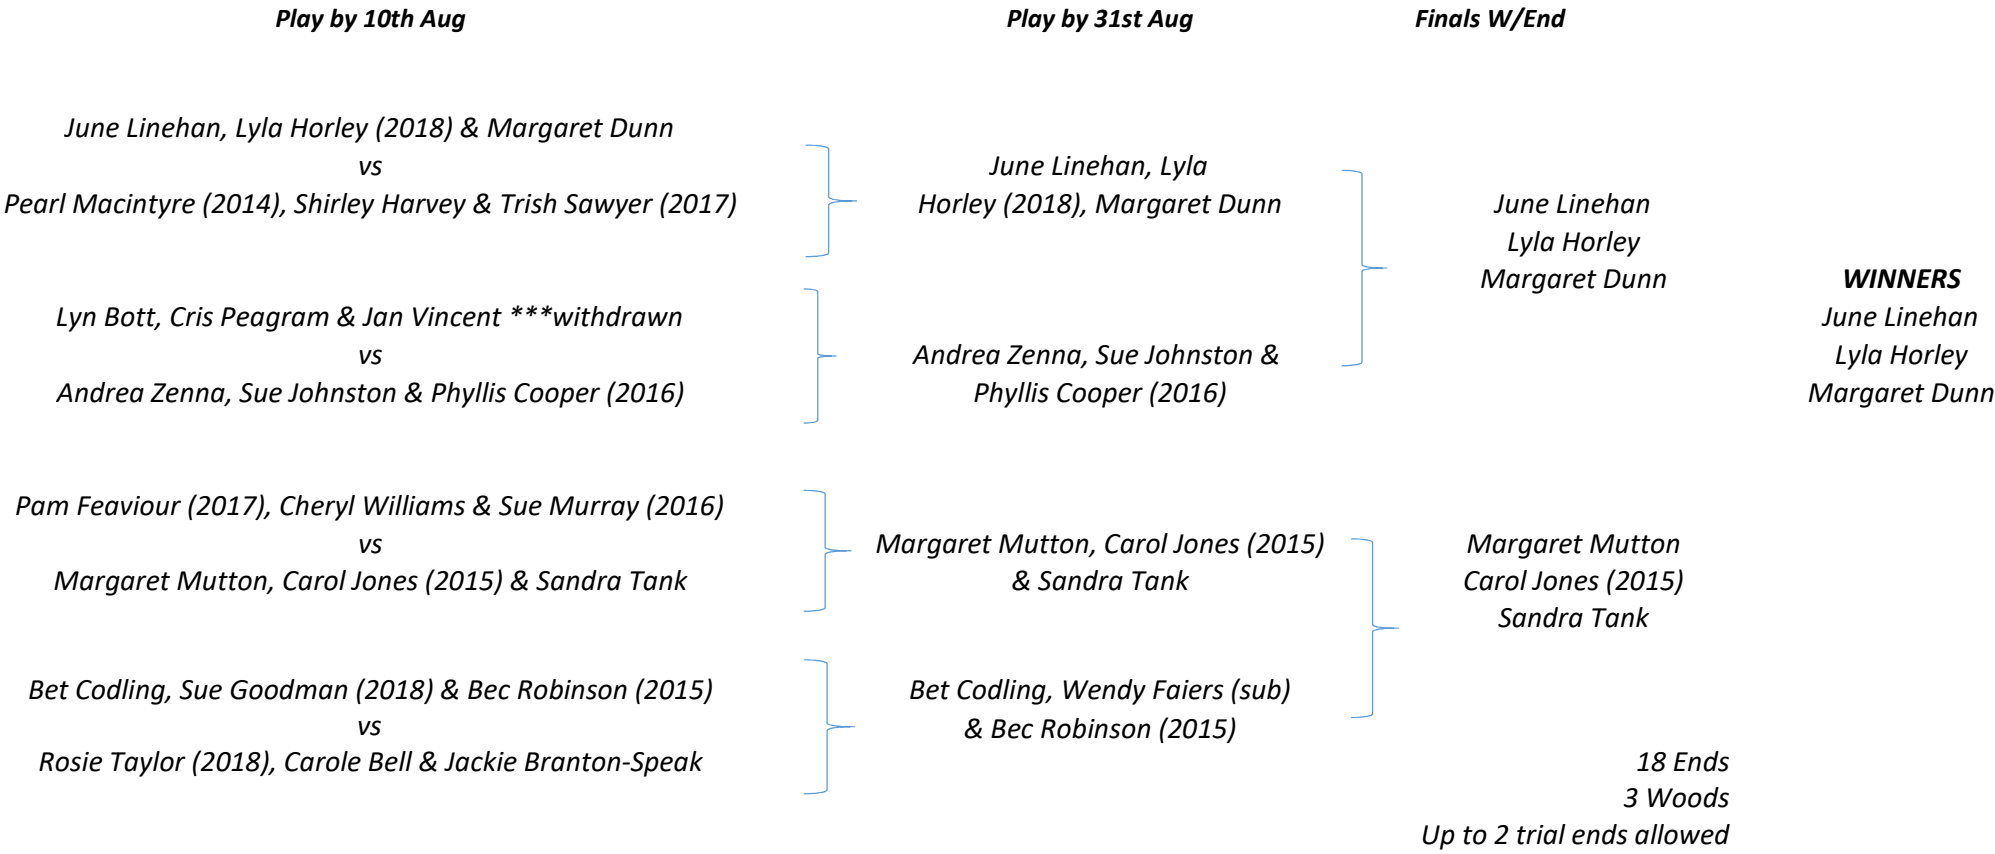 Play by 10th Aug
Play by 31st Aug
Finals W/End
June Linehan, Lyla Horley (2018) & Margaret Dunn
vs
Pearl Macintyre (2014), Shirley Harvey & Trish Sawyer (2017)
Lyn Bott, Cris Peagram & Jan Vincent ***withdrawn
vs
Andrea Zenna, Sue Johnston & Phyllis Cooper (2016)
Pam Feaviour (2017), Cheryl Williams & Sue Murray (2016)
vs
Margaret Mutton, Carol Jones (2015) & Sandra Tank
Bet Codling, Sue Goodman (2018) & Bec Robinson (2015)
vs
Rosie Taylor (2018), Carole Bell & Jackie Branton-Speak
June Linehan, Lyla
Horley (2018), Margaret Dunn
Andrea Zenna, Sue Johnston &
Phyllis Cooper (2016)
Margaret Mutton, Carol Jones (2015)
& Sandra Tank
Bet Codling, Wendy Faiers (sub)
& Bec Robinson (2015)
June Linehan
Lyla Horley
Margaret Dunn
Margaret Mutton
Carol Jones (2015)
Sandra Tank
WINNERS
June Linehan
Lyla Horley
Margaret Dunn
18 Ends
3 Woods
Up to 2 trial ends allowed